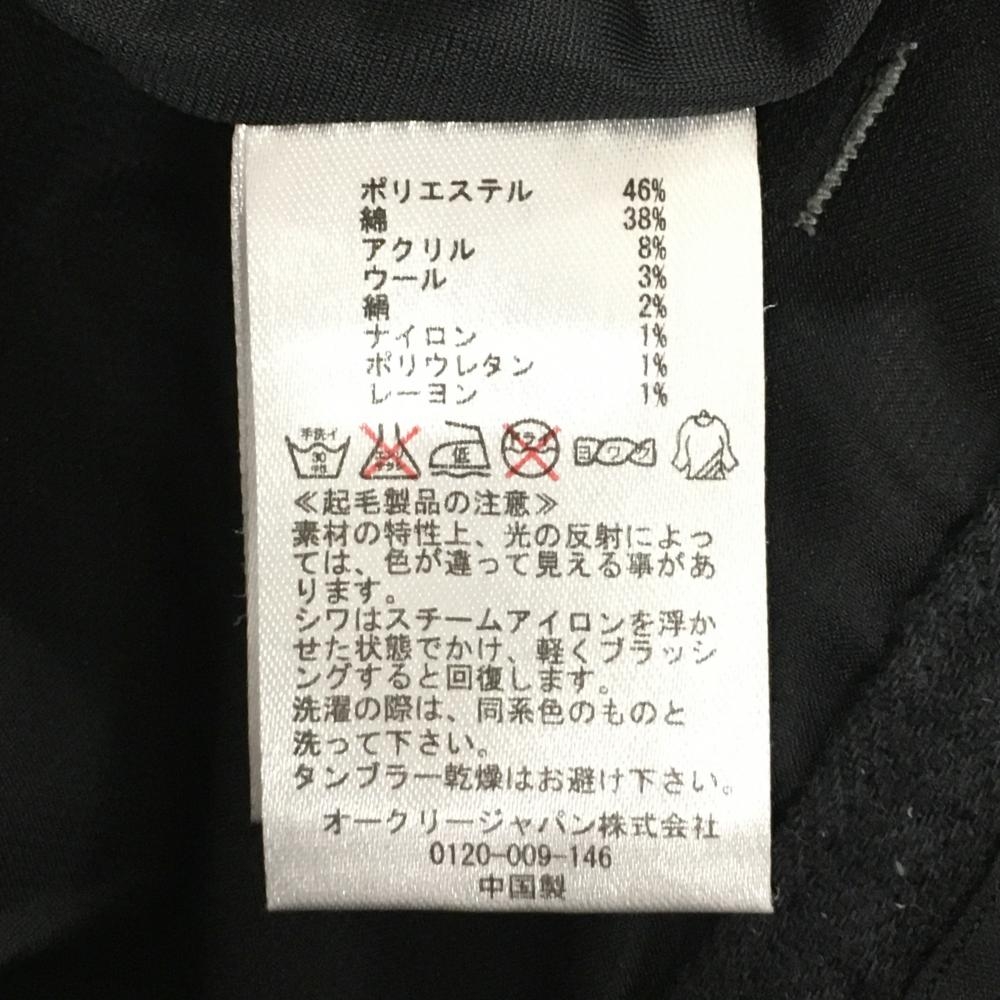 ポリエステル 46%
綿 38%
アクリル 8%
ウール 3%
絹 2%
ナイロン 1%
ポリウレタン 1%
レーヨン 1%
手洗イ 30 中性 エンソサラシ 低 ドライ ヨワク
≪起毛製品の注意≫
素材の特性上、光の反射によっ
ては、色が違って見える事があ
ります。
シワはスチームアイロンを浮か
せた状態でかけ、軽くブラッシ
ングすると回復します。
洗濯の際は、同系色のものと
洗って下さい。
タンブラー乾燥はお避け下さい。
オークリージャパン株式会社
0120-009-146
中国製